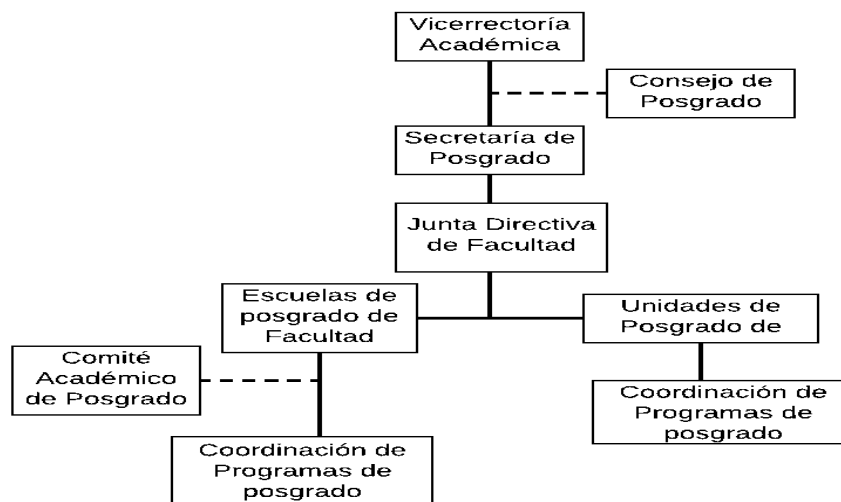 Vicerrectoría
Académica
Consejo de
Posgrado
Secretaría de
Posgrado
Junta Directiva
de Facultad
Escuelas de
posgrado de
Facultad
Unidades de
Posgrado de
Comité
Académico
de Posgrado
Coordinación de
Programas de
posgrado
Coordinación de
Programas de
posgrado